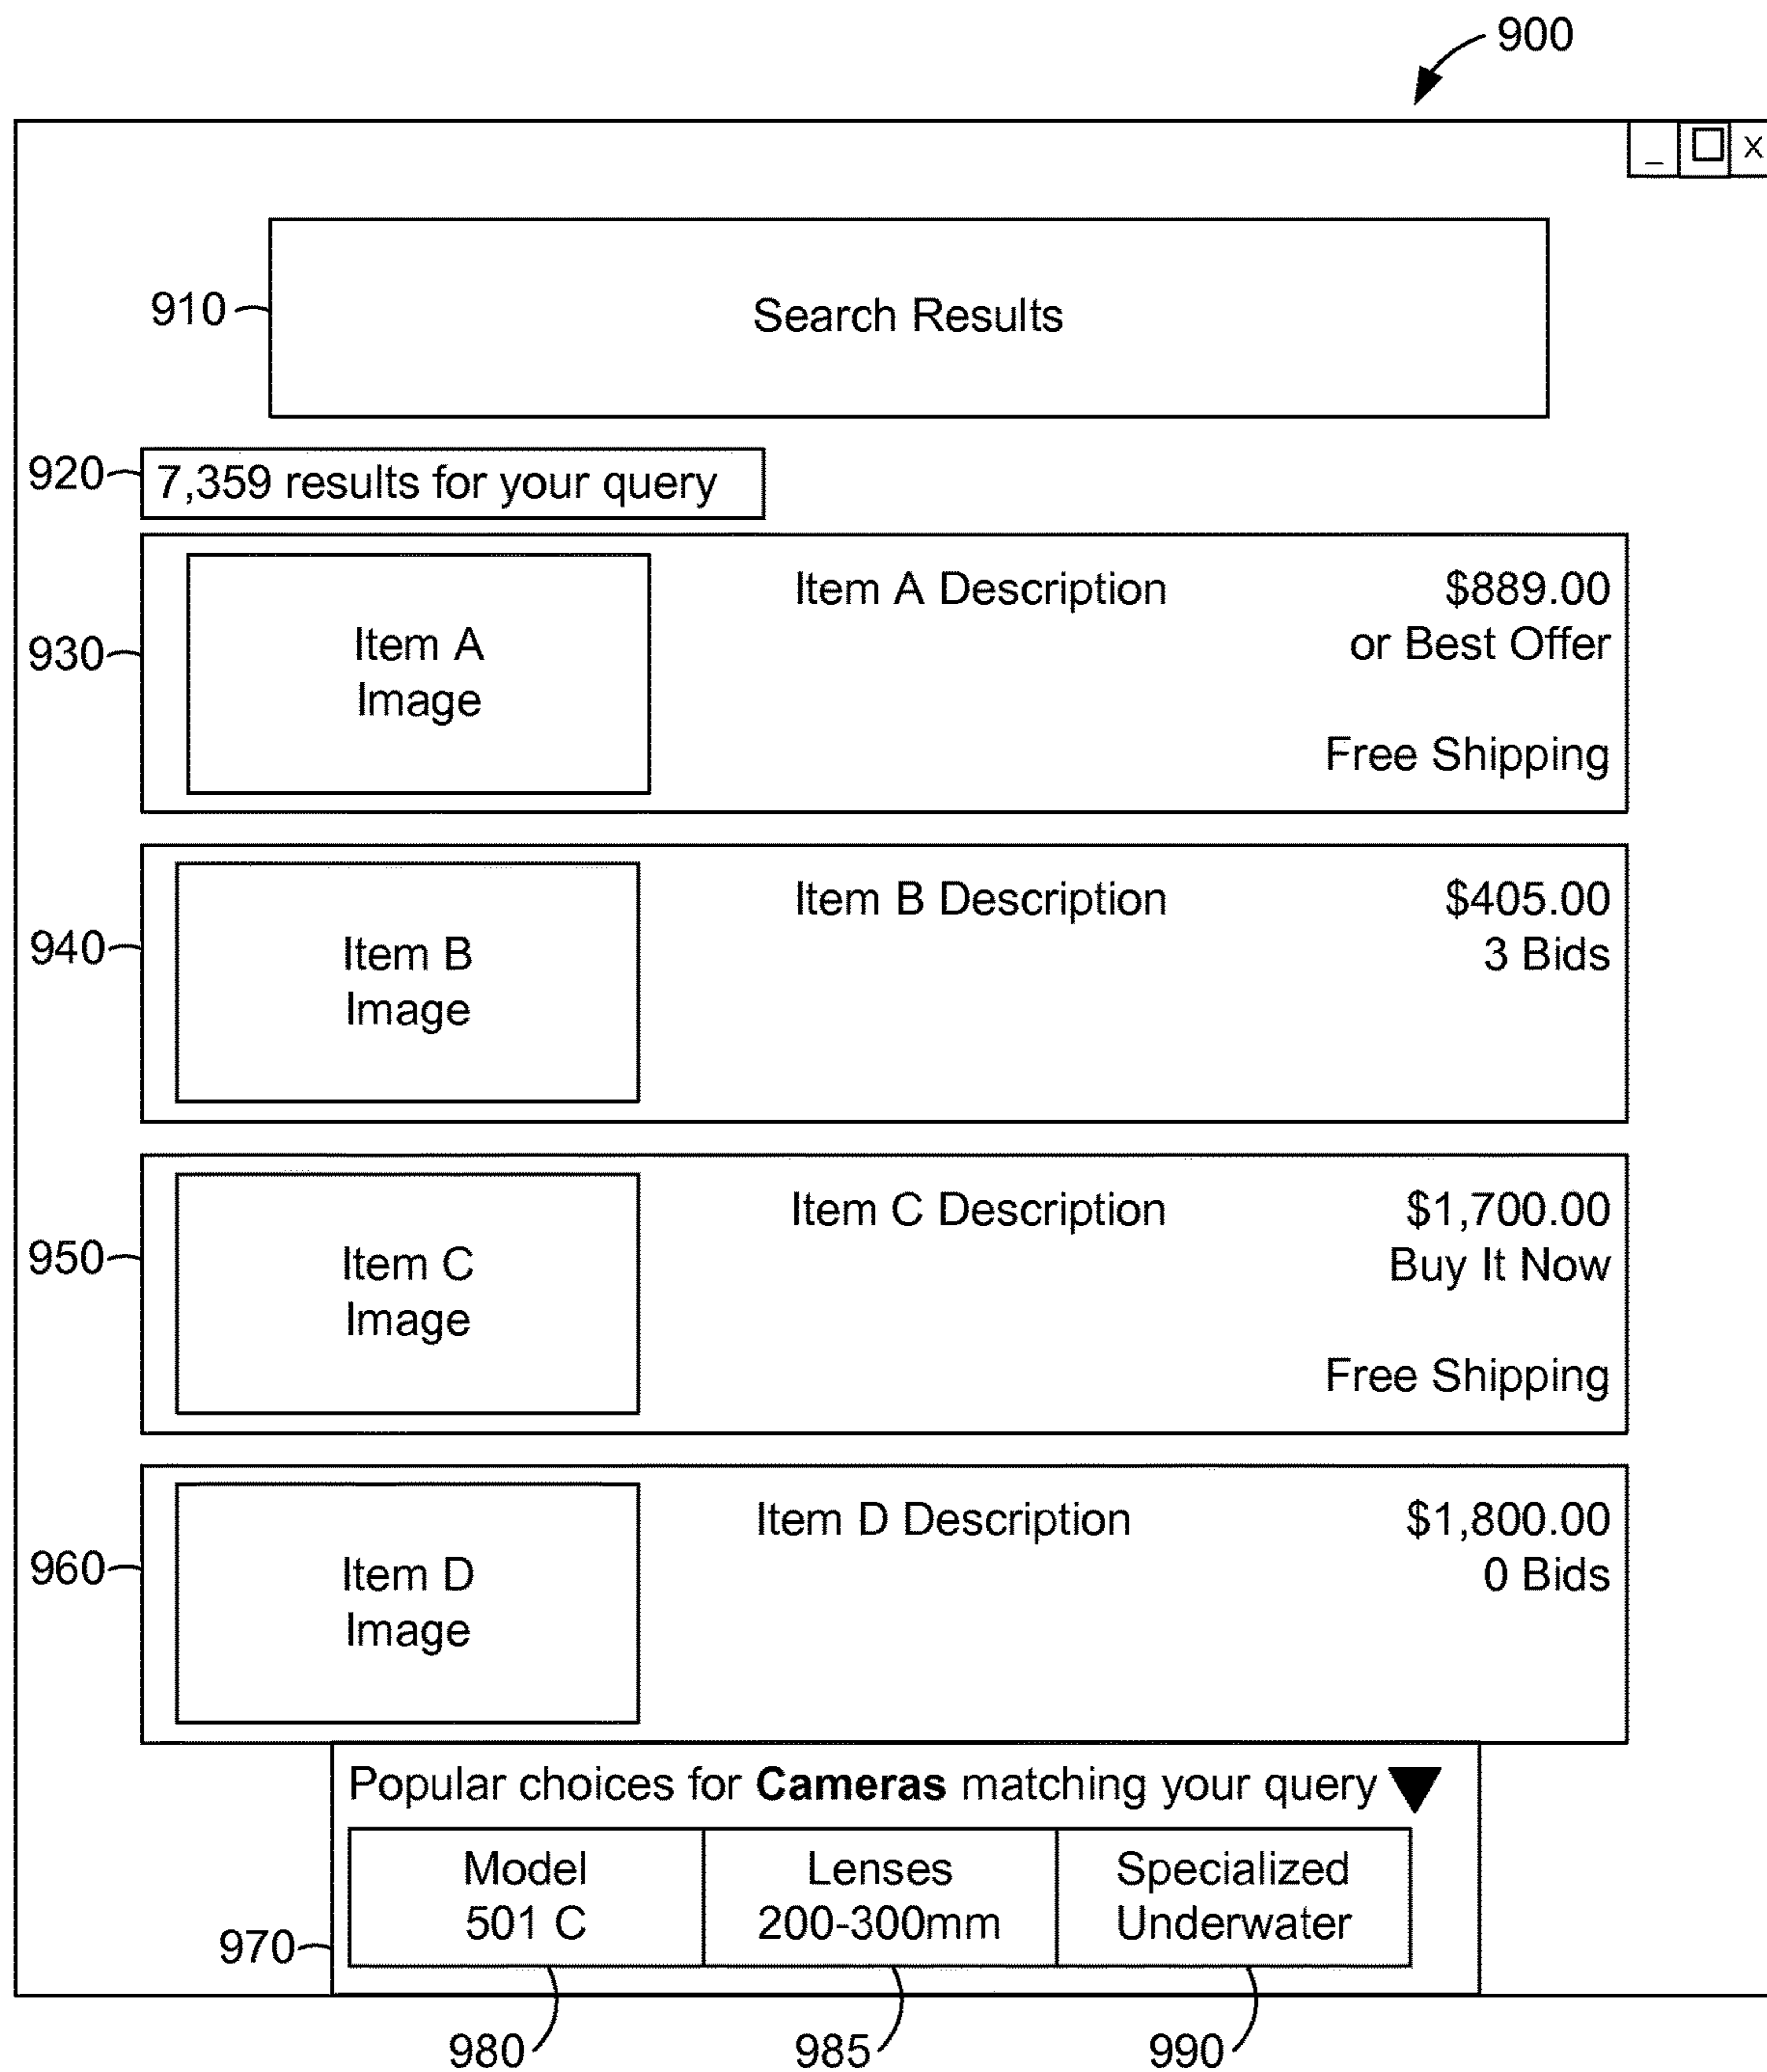 900
_ X
910
Search Results
920
7,359 results for your query
930
Item A
Image
Item A Description
$889.00
or Best Offer
Free Shipping
940
Item B
Image
Item B Description
$405.00
3 Bids
950
Item C
Image
Item C Description
$1,700.00
Buy It Now
Free Shipping
960
Item D
Image
Item D Description
$1,800.00
0 Bids
Popular choices for Cameras matching your query
970
Model
501 C
Lenses
200-300mm
Specialized
Underwater
980
985
990